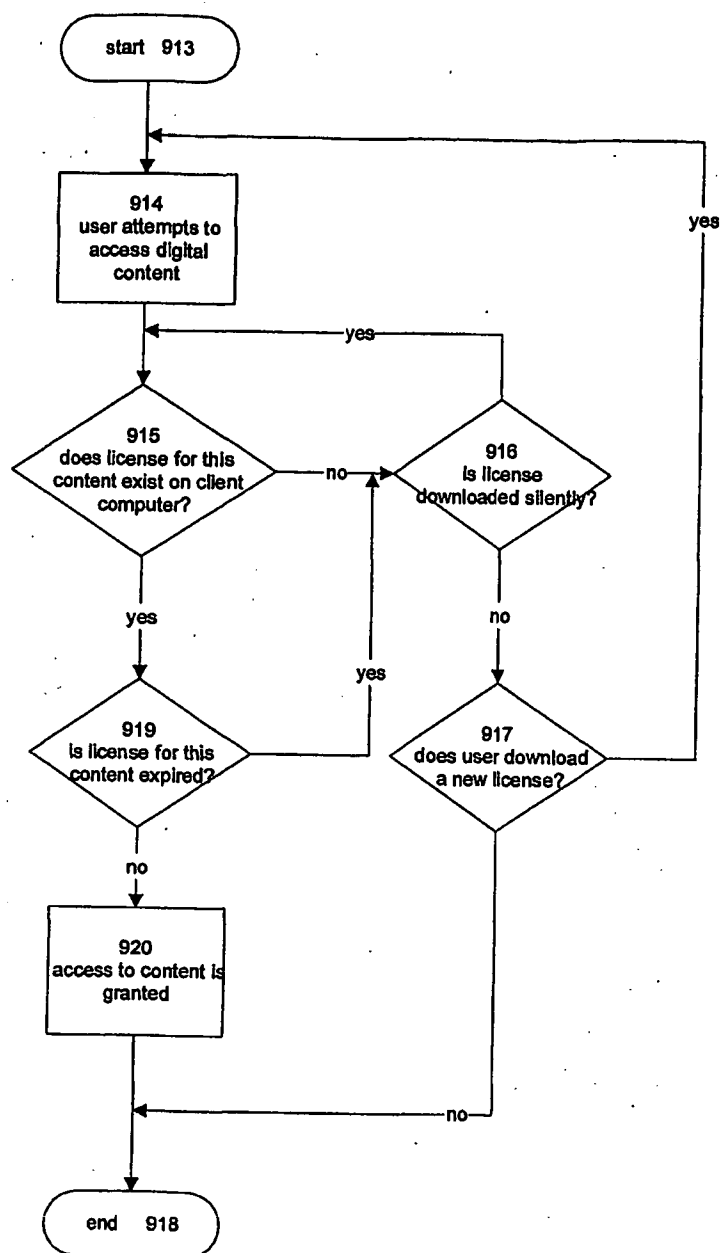 start 913
yes
914
user attempts to
access digital
content
yes
915
does license for this
content exist on client
computer?
no
916
is license
downloaded silently?
yes
yes
no
919
is license for this
content expired?
917
does user download
a new license?
no
920
access to content is
granted
no
end 918